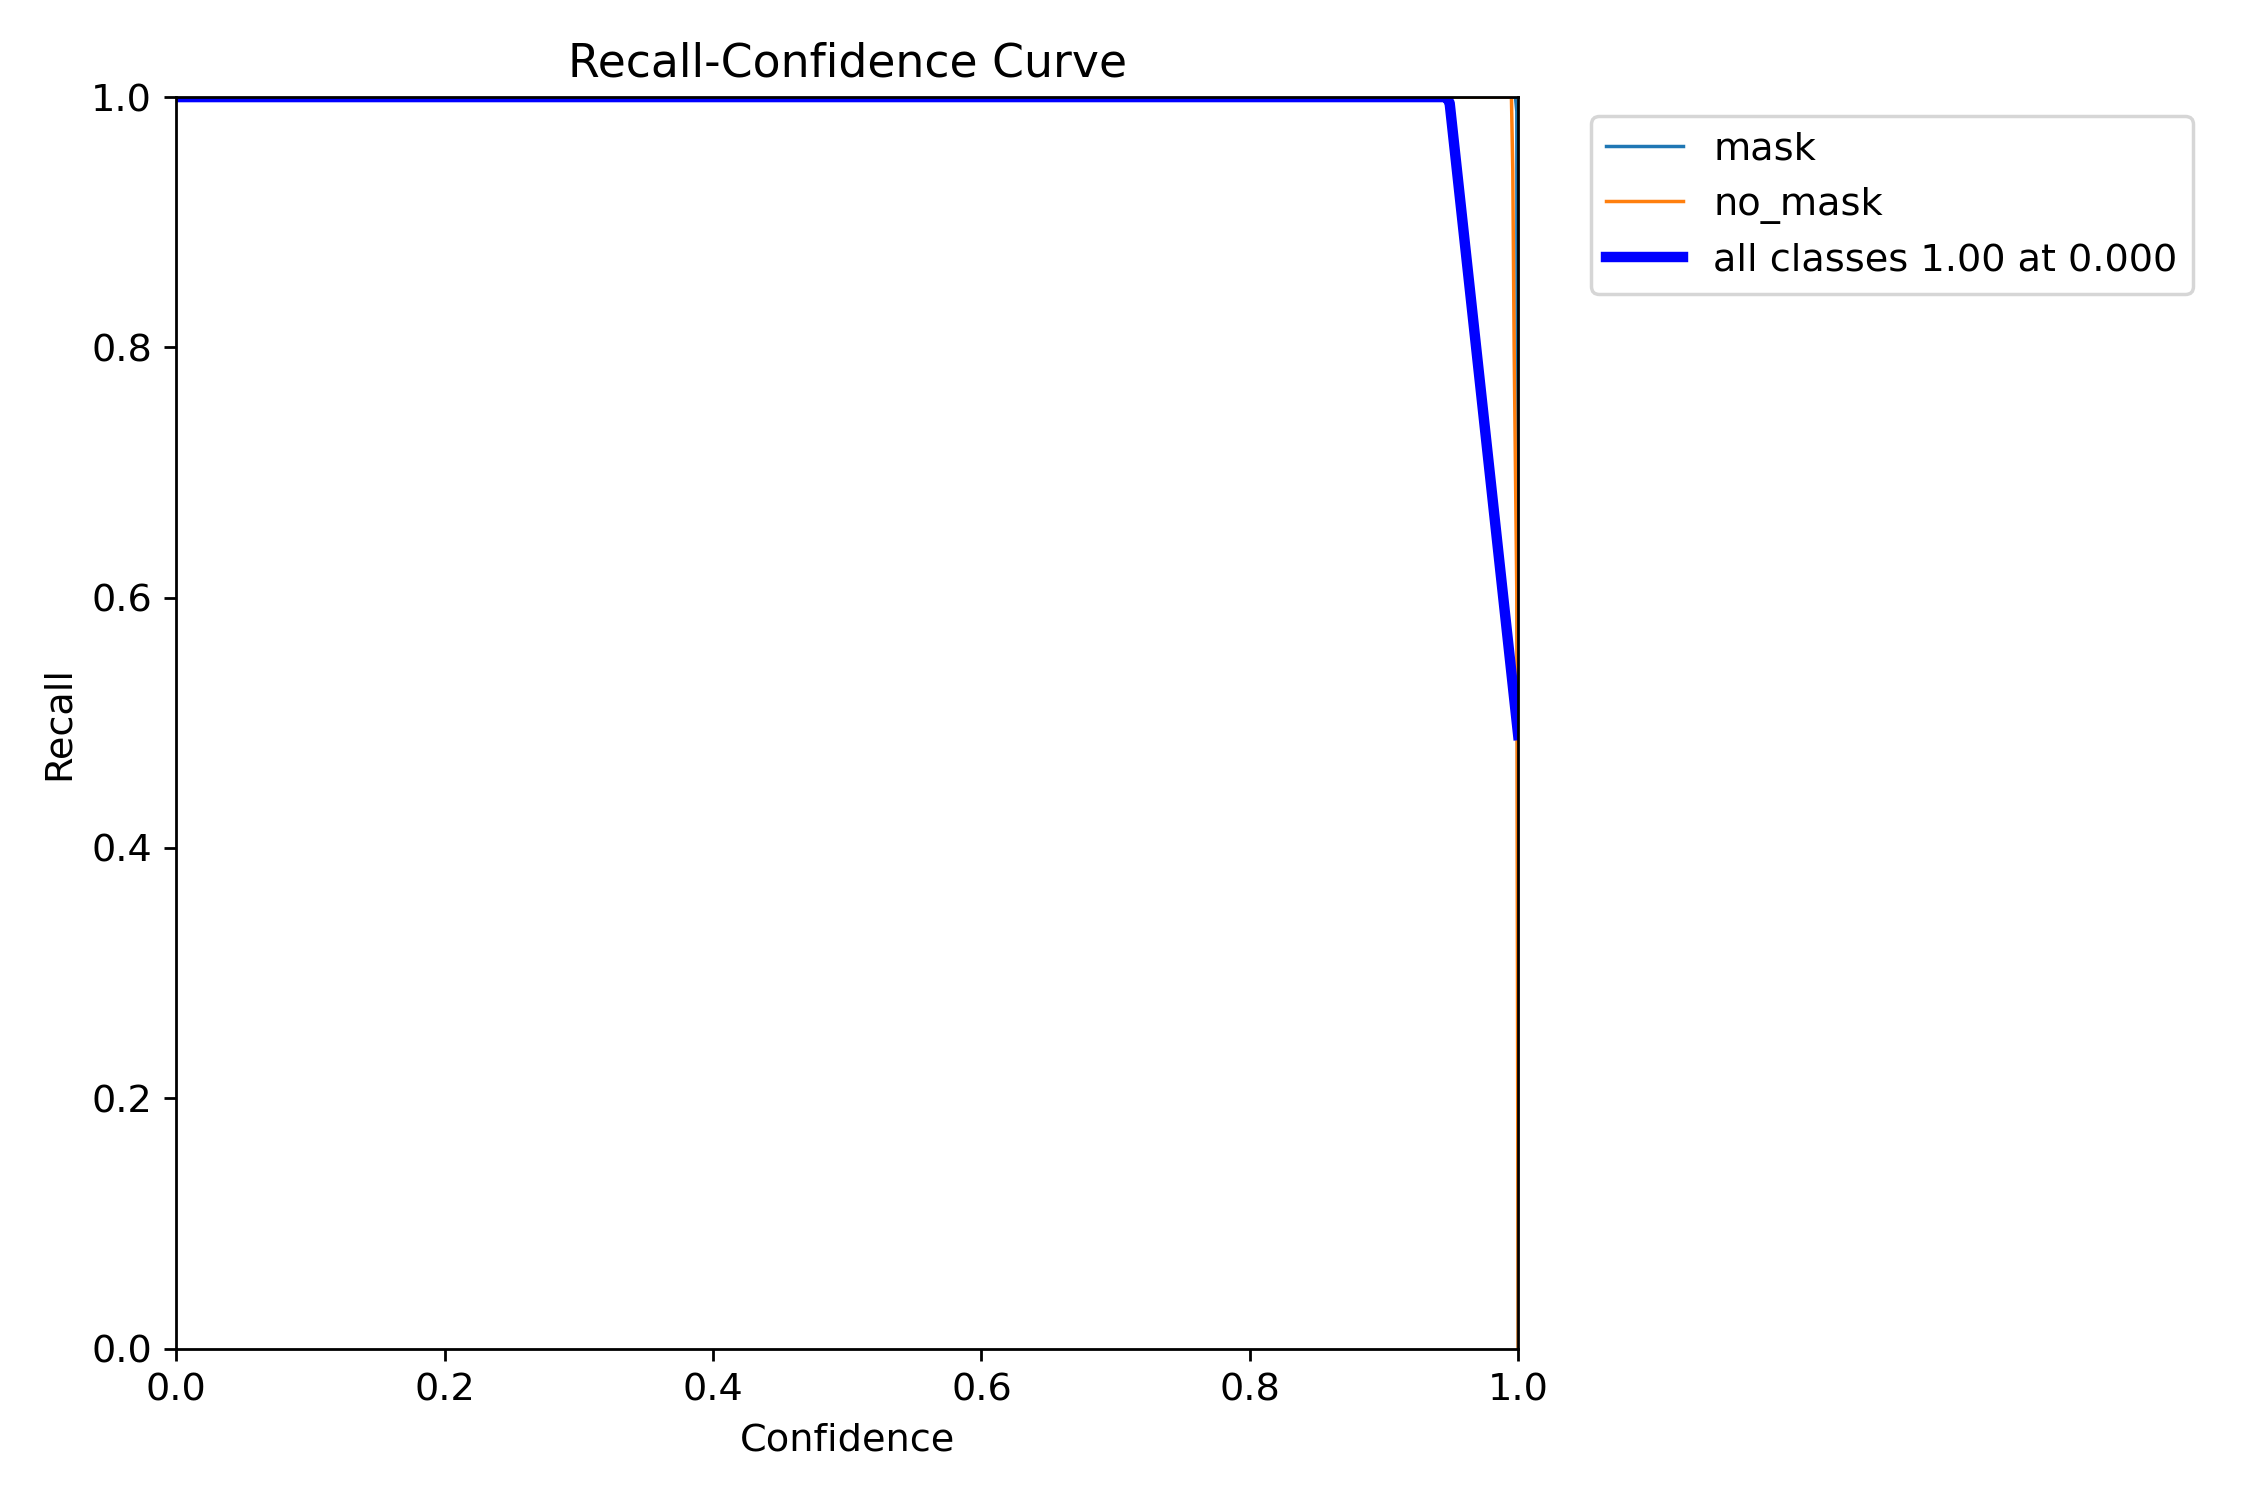 Recall-Confidence Curve
1.0
0.8
0.6
0.4
0.2
0.0
Recall
0.0 0.2 0.4 0.6 0.8 1.0
Confidence
mask
no_mask
all classes 1.00 at 0.000